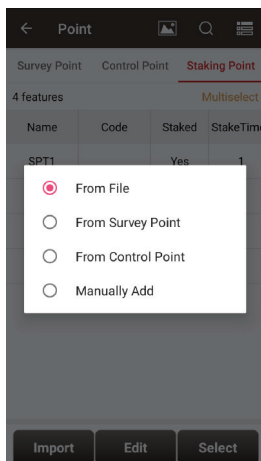 Point
Survey Point Control Point Staking Point
4 features Multiselect
Name Code Staked StakeTime
SPT1 Yes 1
From File
From Survey Point
From Control Point
Manually Add
Import Edit Select